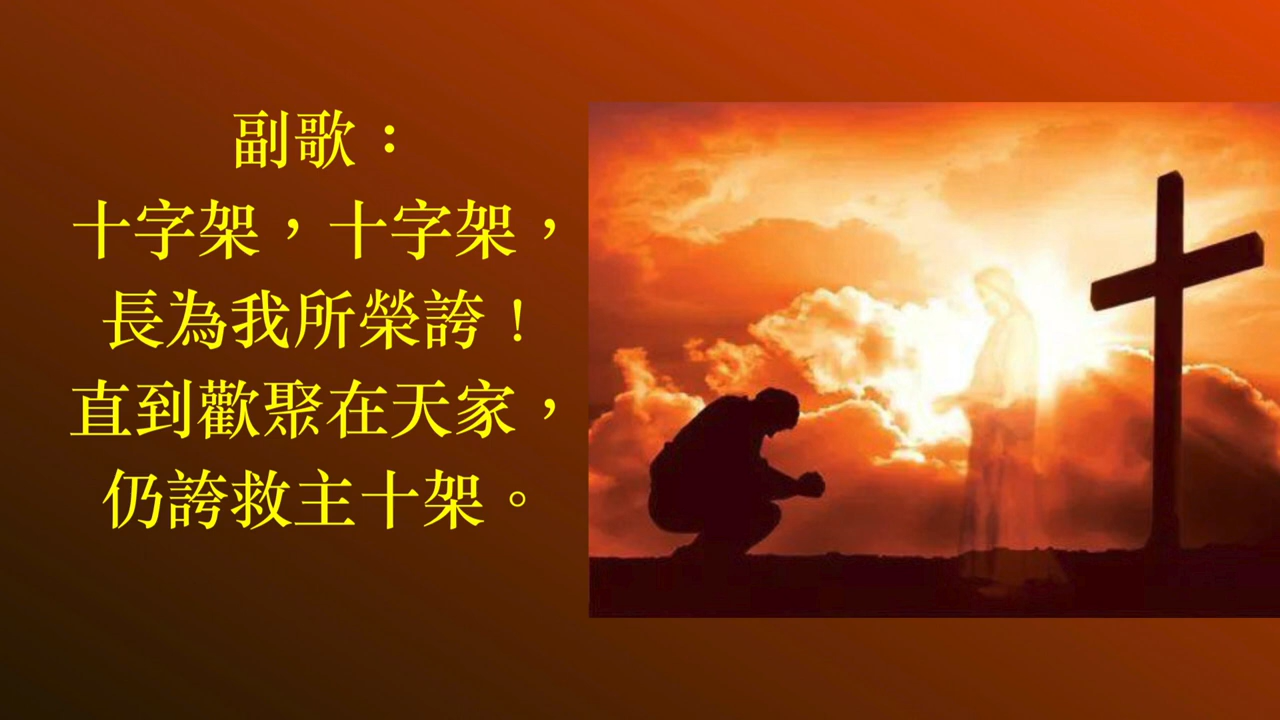 副歌：
十字架，十字架，
長為我所榮誇！
直到歡聚在天家，
仍誇救主十架。